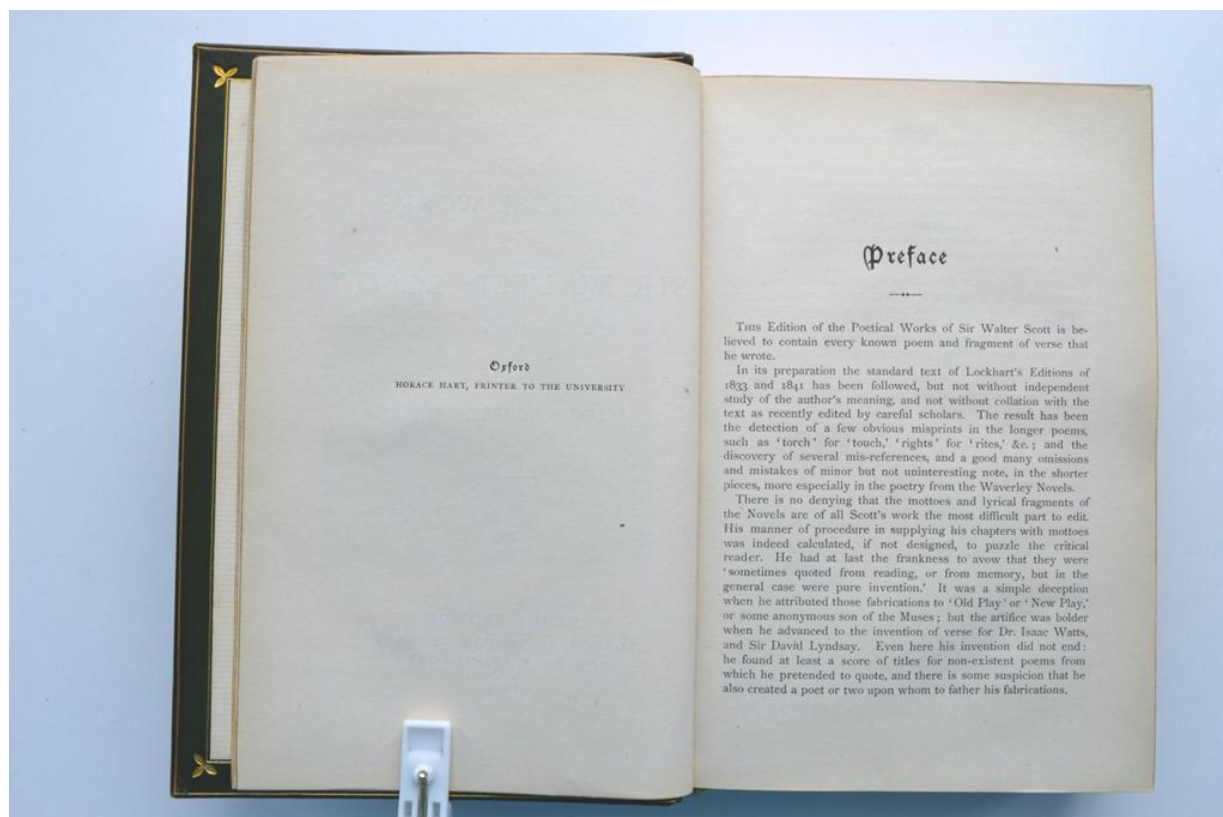 Oxford
HORACE HART, PRINTER TO THE UNIVERSITY
Preface
THIS Edition of the Poetical Works of Sir Walter Scott is be-
lieved to contain every known poem and fragment of verse that
he wrote.
In its preparation the standard text of Lockhart's Editions of
1833 and 1841 has been followed, but not without independent
study of the author's meaning, and not without collation with the
text as recently edited by careful scholars. The result has been
the detection of a few obvious misprints in the longer poems,
such as 'torch' for 'touch,' 'rights' for 'rites,' &c.; and the
discovery of several mis-references, and a good many omissions
and mistakes of minor but not uninteresting note, in the shorter
pieces, more especially in the poetry from the Waverley Novels.
There is no denying that the mottoes and lyrical fragments of
the Novels are of all Scott's work the most difficult part to edit.
His manner of procedure in supplying his chapters with mottoes
was indeed calculated, if not designed, to puzzle the critical
reader. He had at last the frankness to avow that they were
'sometimes quoted from reading, or from memory, but in the
general case were pure invention.' It was a simple deception
when he attributed those fabrications to 'Old Play' or 'New Play,'
or some anonymous son of the Muses; but the artifice was bolder
when he advanced to the invention of verse for Dr. Isaac Watts,
and Sir David Lyndsay. Even here his invention did not end:
he found at least a score of titles for non-existent poems from
which he pretended to quote, and there is some suspicion that he
also created a poet or two upon whom to father his fabrications.